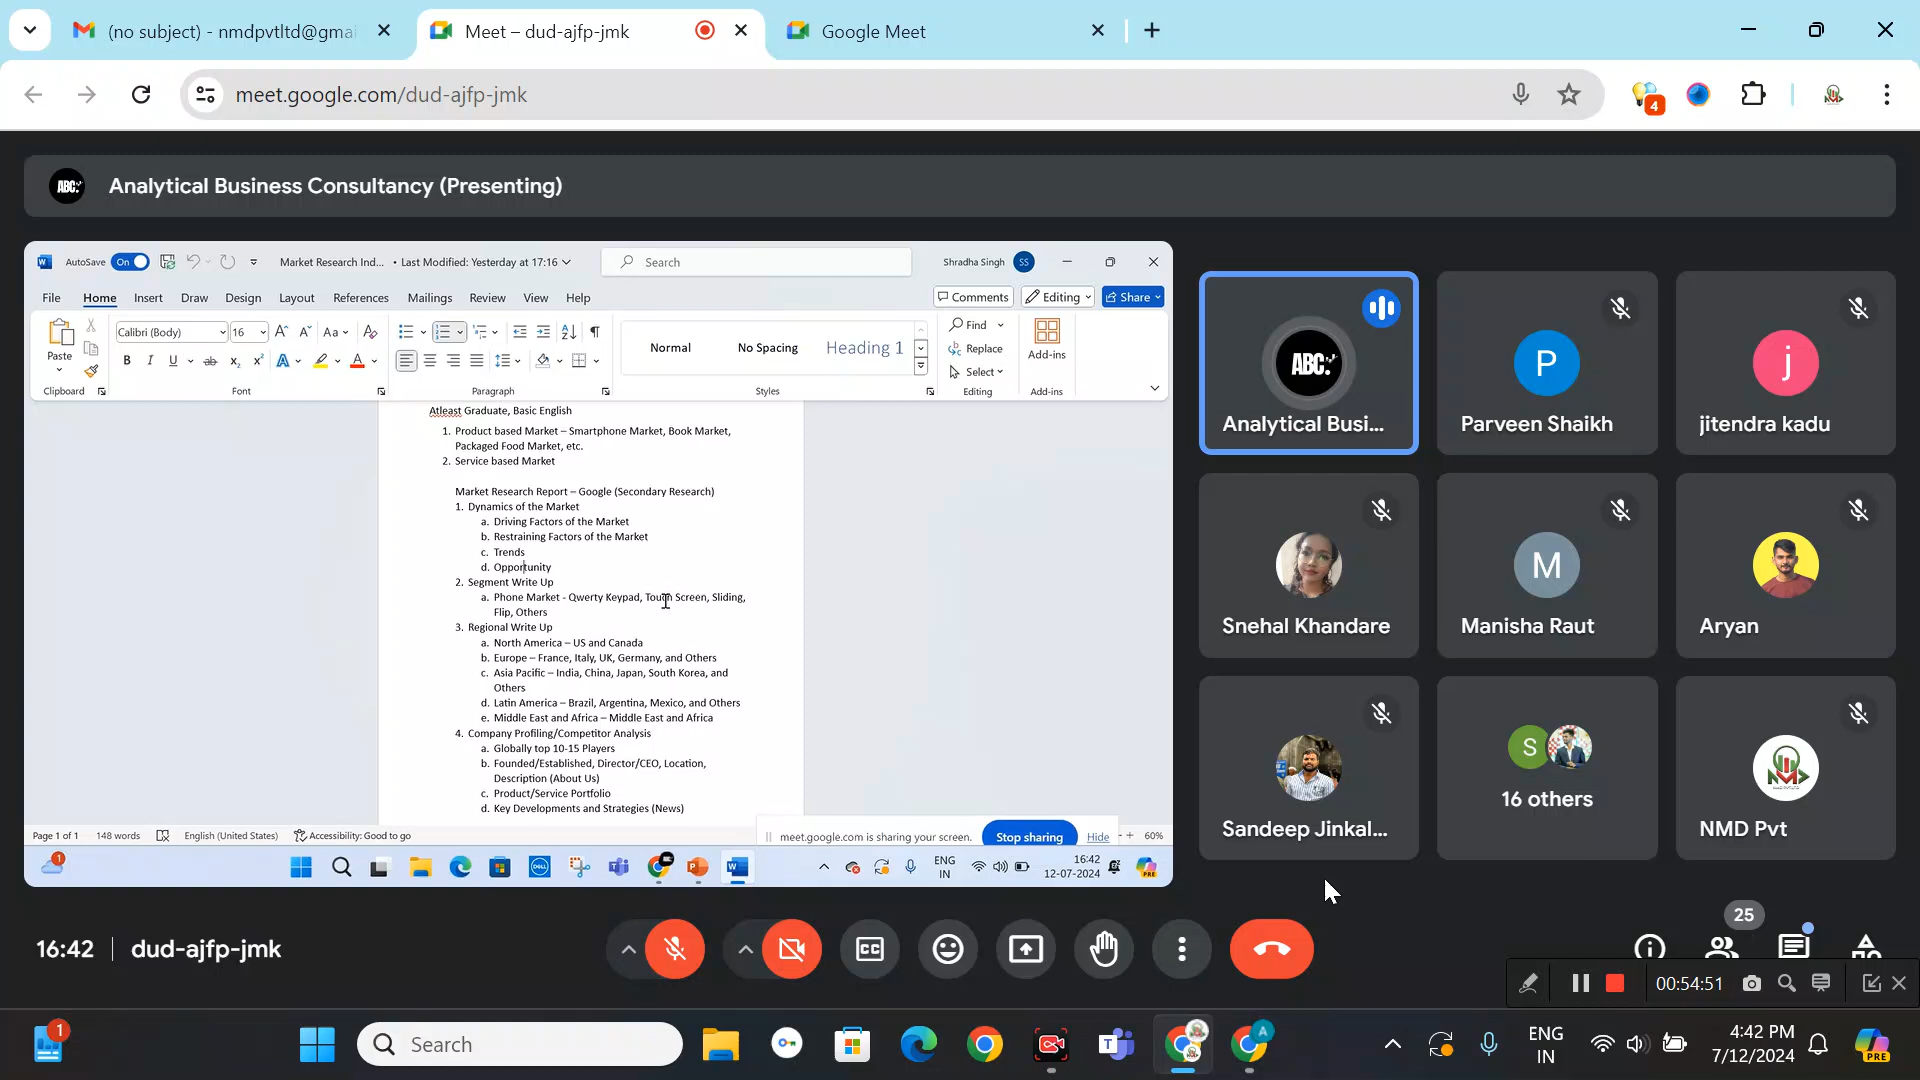 (no subject) - nmdpvtltd@gmai
Meet – dud-ajfp-jmk
Google Meet
meet.google.com/dud-ajfp-jmk
4
ABC
Analytical Business Consultancy (Presenting)
AutoSave On
Market Research Ind... • Last Modified: Yesterday at 17:16
Search
Shradha Singh SS
File Home Insert Draw Design Layout References Mailings Review View Help
Comments Editing Share
Paste
Calibri (Body) 16
Aa
Normal
No Spacing
Heading 1
Find
Replace
Select
Add-ins
Clipboard Font Paragraph Styles Editing Add-ins
Atleast Graduate, Basic English
1. Product based Market – Smartphone Market, Book Market,
Packaged Food Market, etc.
2. Service based Market
Market Research Report – Google (Secondary Research)
1. Dynamics of the Market
a. Driving Factors of the Market
b. Restraining Factors of the Market
c. Trends
d. Opportunity
2. Segment Write Up
a. Phone Market - Qwerty Keypad, Touch Screen, Sliding,
Flip, Others
3. Regional Write Up
a. North America – US and Canada
b. Europe – France, Italy, UK, Germany, and Others
c. Asia Pacific – India, China, Japan, South Korea, and
Others
d. Latin America – Brazil, Argentina, Mexico, and Others
e. Middle East and Africa – Middle East and Africa
4. Company Profiling/Competitor Analysis
a. Globally top 10-15 Players
b. Founded/Established, Director/CEO, Location,
Description (About Us)
c. Product/Service Portfolio
d. Key Developments and Strategies (News)
Page 1 of 1 148 words English (United States) Accessibility: Good to go
meet.google.com is sharing your screen. Stop sharing Hide
60%
1
ENG
IN
16:42
12-07-2024
PRE
ABC
Analytical Busi...
P
Parveen Shaikh
j
jitendra kadu
Snehal Khandare
M
Manisha Raut
Aryan
Sandeep Jinkal...
S
16 others
NMD Pvt
16:42 dud-ajfp-jmk
CC
25
00:54:51
1
Search
A
ENG
IN
4:42 PM
7/12/2024
PRE